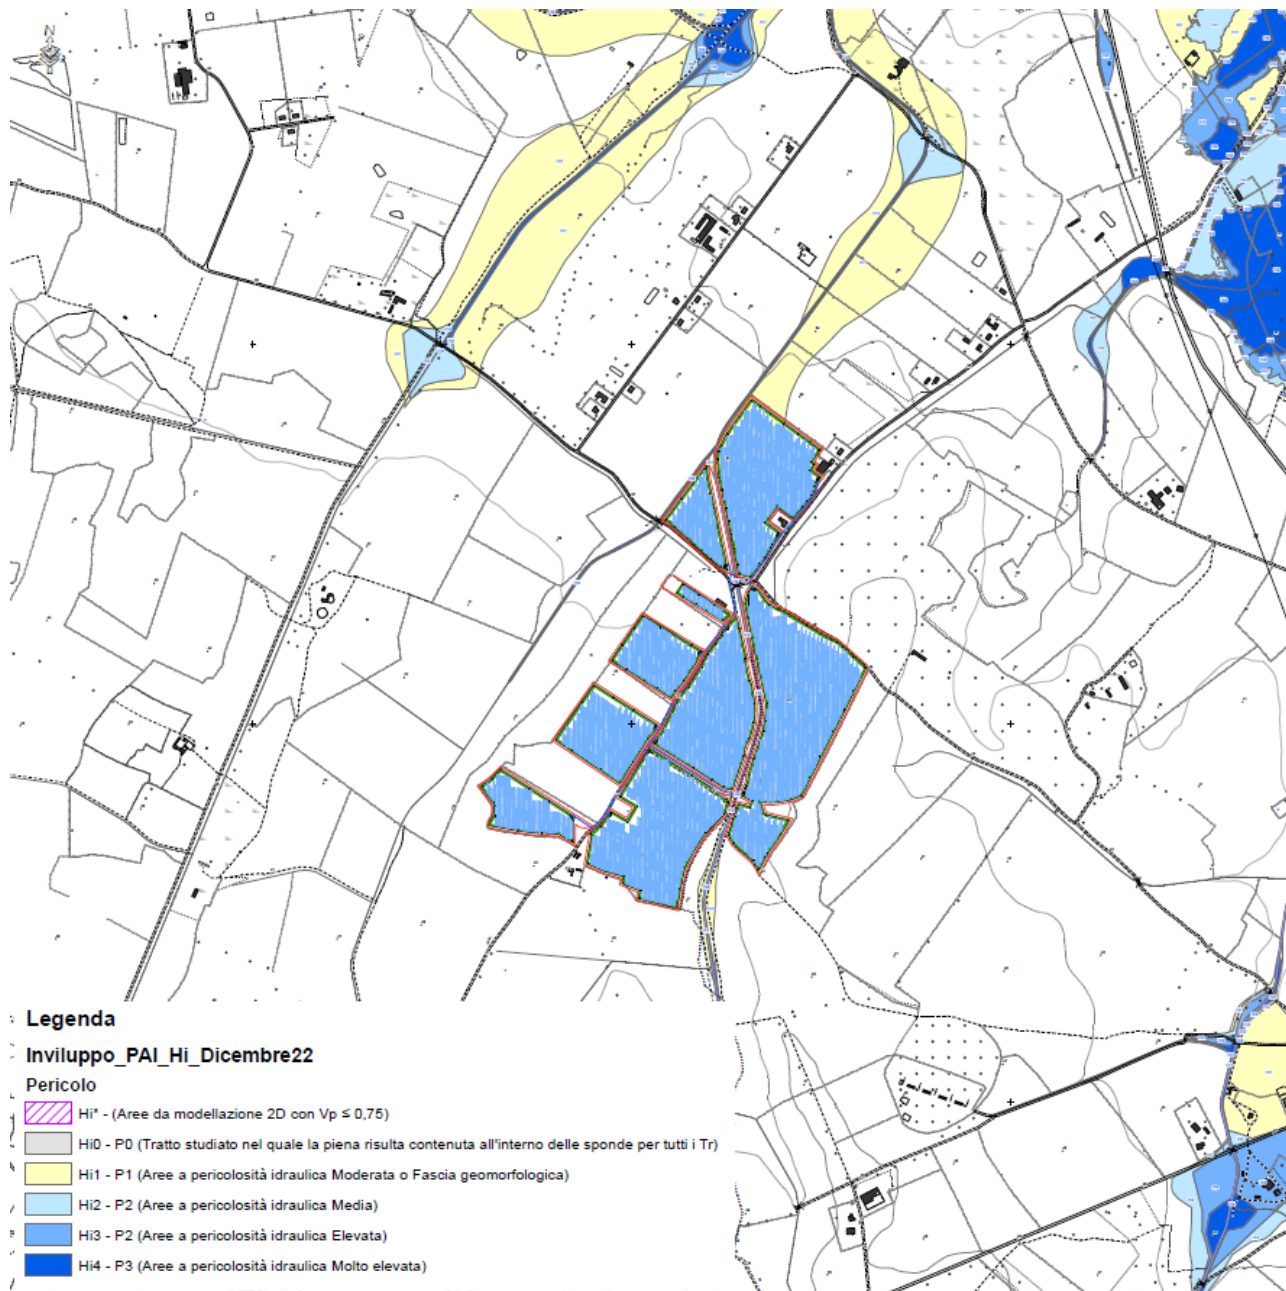 N
Legenda
Inviluppo_PAI_Hi_Dicembre22
Pericolo
Hi* - (Aree da modellazione 2D con Vp ≤ 0,75)
Hi0 - P0 (Tratto studiato nel quale la piena risulta contenuta all'interno delle sponde per tutti i Tr)
Hi1 - P1 (Aree a pericolosità idraulica Moderata o Fascia geomorfologica)
Hi2 - P2 (Aree a pericolosità idraulica Media)
Hi3 - P2 (Aree a pericolosità idraulica Elevata)
Hi4 - P3 (Aree a pericolosità idraulica Molto elevata)